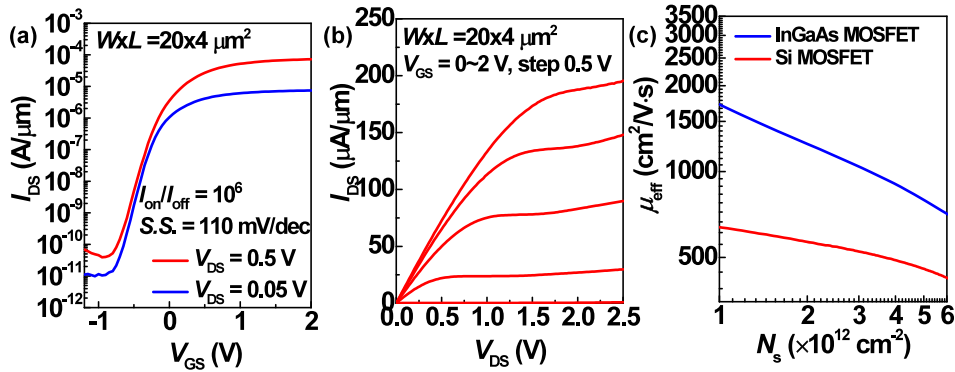 (a)
WxL =20x4 μm²
10⁻³
10⁻⁴
10⁻⁵
10⁻⁶
10⁻⁷
10⁻⁸
10⁻⁹
10⁻¹⁰
10⁻¹¹
10⁻¹²
I_DS (A/μm)
I_on/I_off = 10⁶
S.S. = 110 mV/dec
V_DS = 0.5 V
V_DS = 0.05 V
-1 0 1 2
V_GS (V)
(b)
WxL =20x4 μm²
V_GS = 0~2 V, step 0.5 V
250
200
150
100
50
0
I_DS (μA/μm)
0.0 0.5 1.0 1.5 2.0 2.5
V_DS (V)
(c)
InGaAs MOSFET
Si MOSFET
3500
3000
2500
2000
1500
1000
500
μ_eff (cm²/V·s)
1 2 3 4 5 6
N_s (×10¹² cm⁻²)